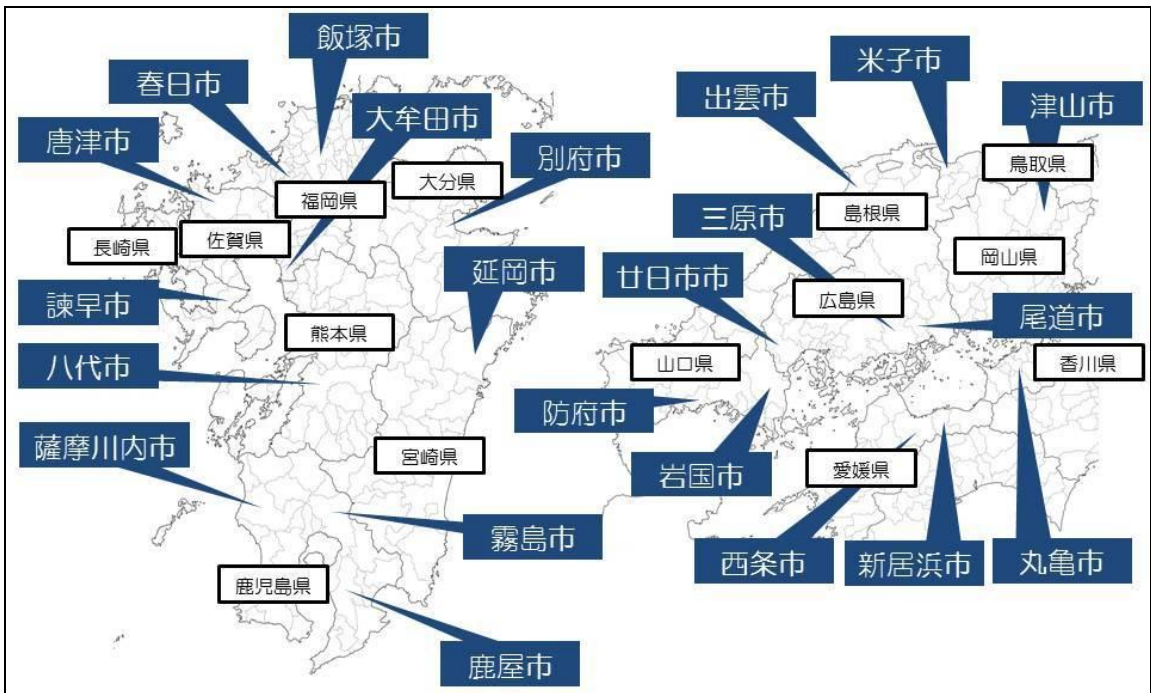 飯塚市
春日市
大牟田市
唐津市
別府市
大分県
福岡県
佐賀県
長崎県
延岡市
諫早市
熊本県
八代市
宮崎県
薩摩川内市
霧島市
鹿児島県
鹿屋市
米子市
出雲市
津山市
鳥取県
島根県
三原市
岡山県
廿日市市
広島県
尾道市
山口県
香川県
防府市
岩国市
愛媛県
西条市
新居浜市
丸亀市